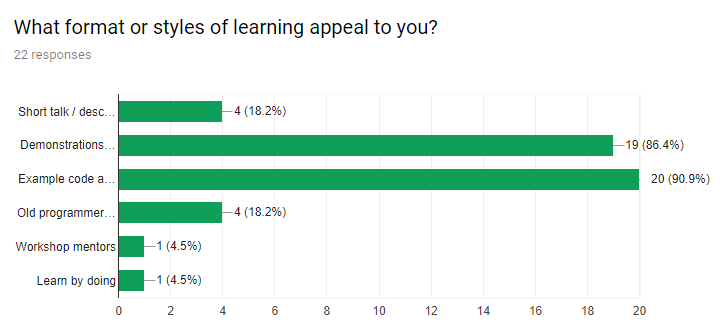 What format or styles of learning appeal to you?
22 responses
Short talk / desc... 4 (18.2%)
Demonstrations... 19 (86.4%)
Example code a... 20 (90.9%)
Old programmer... 4 (18.2%)
Workshop mentors 1 (4.5%)
Learn by doing 1 (4.5%)
0 2 4 6 8 10 12 14 16 18 20